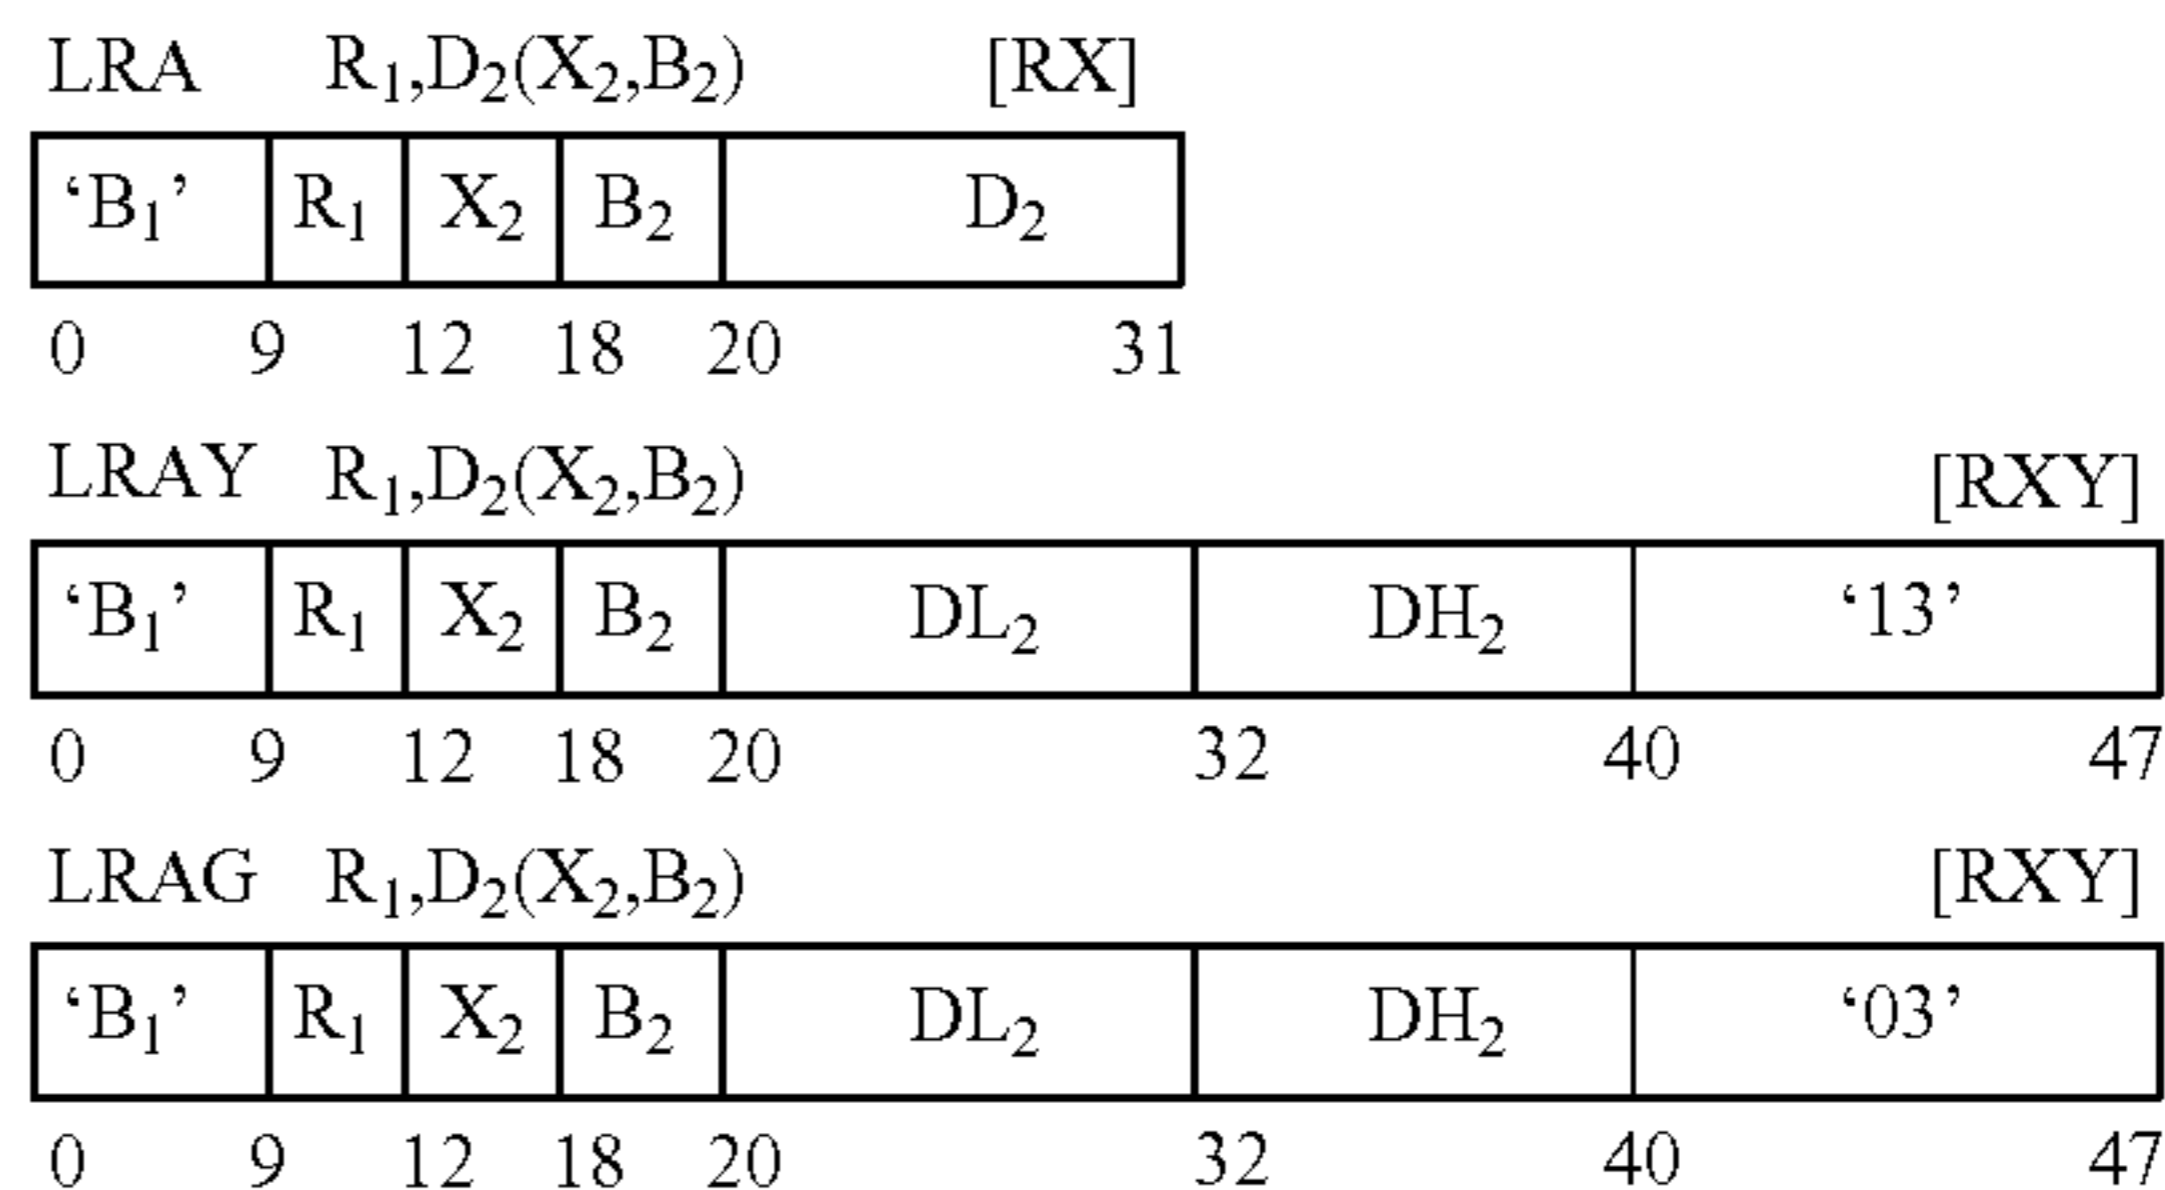 LRA R₁,D₂(X₂,B₂) [RX]
‘B₁’ R₁ X₂ B₂ D₂
0 9 12 18 20 31
LRAY R₁,D₂(X₂,B₂) [RXY]
‘B₁’ R₁ X₂ B₂ DL₂ DH₂ ‘13’
0 9 12 18 20 32 40 47
LRAG R₁,D₂(X₂,B₂) [RXY]
‘B₁’ R₁ X₂ B₂ DL₂ DH₂ ‘03’
0 9 12 18 20 32 40 47